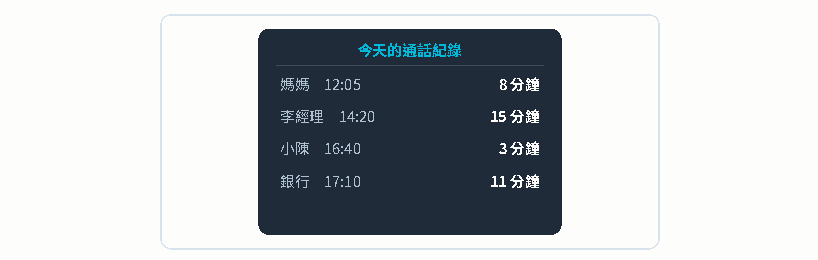 今天的通話紀錄
媽媽 12:05 8 分鐘
李經理 14:20 15 分鐘
小陳 16:40 3 分鐘
銀行 17:10 11 分鐘